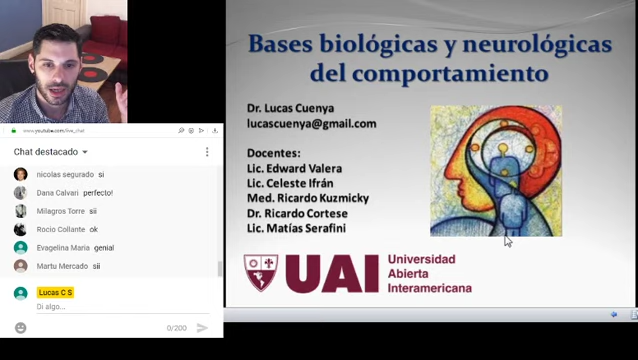 www.youtube.com/live_chat
Chat destacado
nicolas segurado si
Dana Calvari perfecto!
Milagros Torre sii
Rocio Collante ok
Evagelina Maria genial
Martu Mercado sii
Lucas C S
Di algo...
0/200
Bases biológicas y neurológicas
del comportamiento
Dr. Lucas Cuenya
lucascuenya@gmail.com
Docentes:
Lic. Edward Valera
Lic. Celeste Ifrán
Med. Ricardo Kuzmicky
Dr. Ricardo Cortese
Lic. Matías Serafini
UAI
Universidad
Abierta
Interamericana